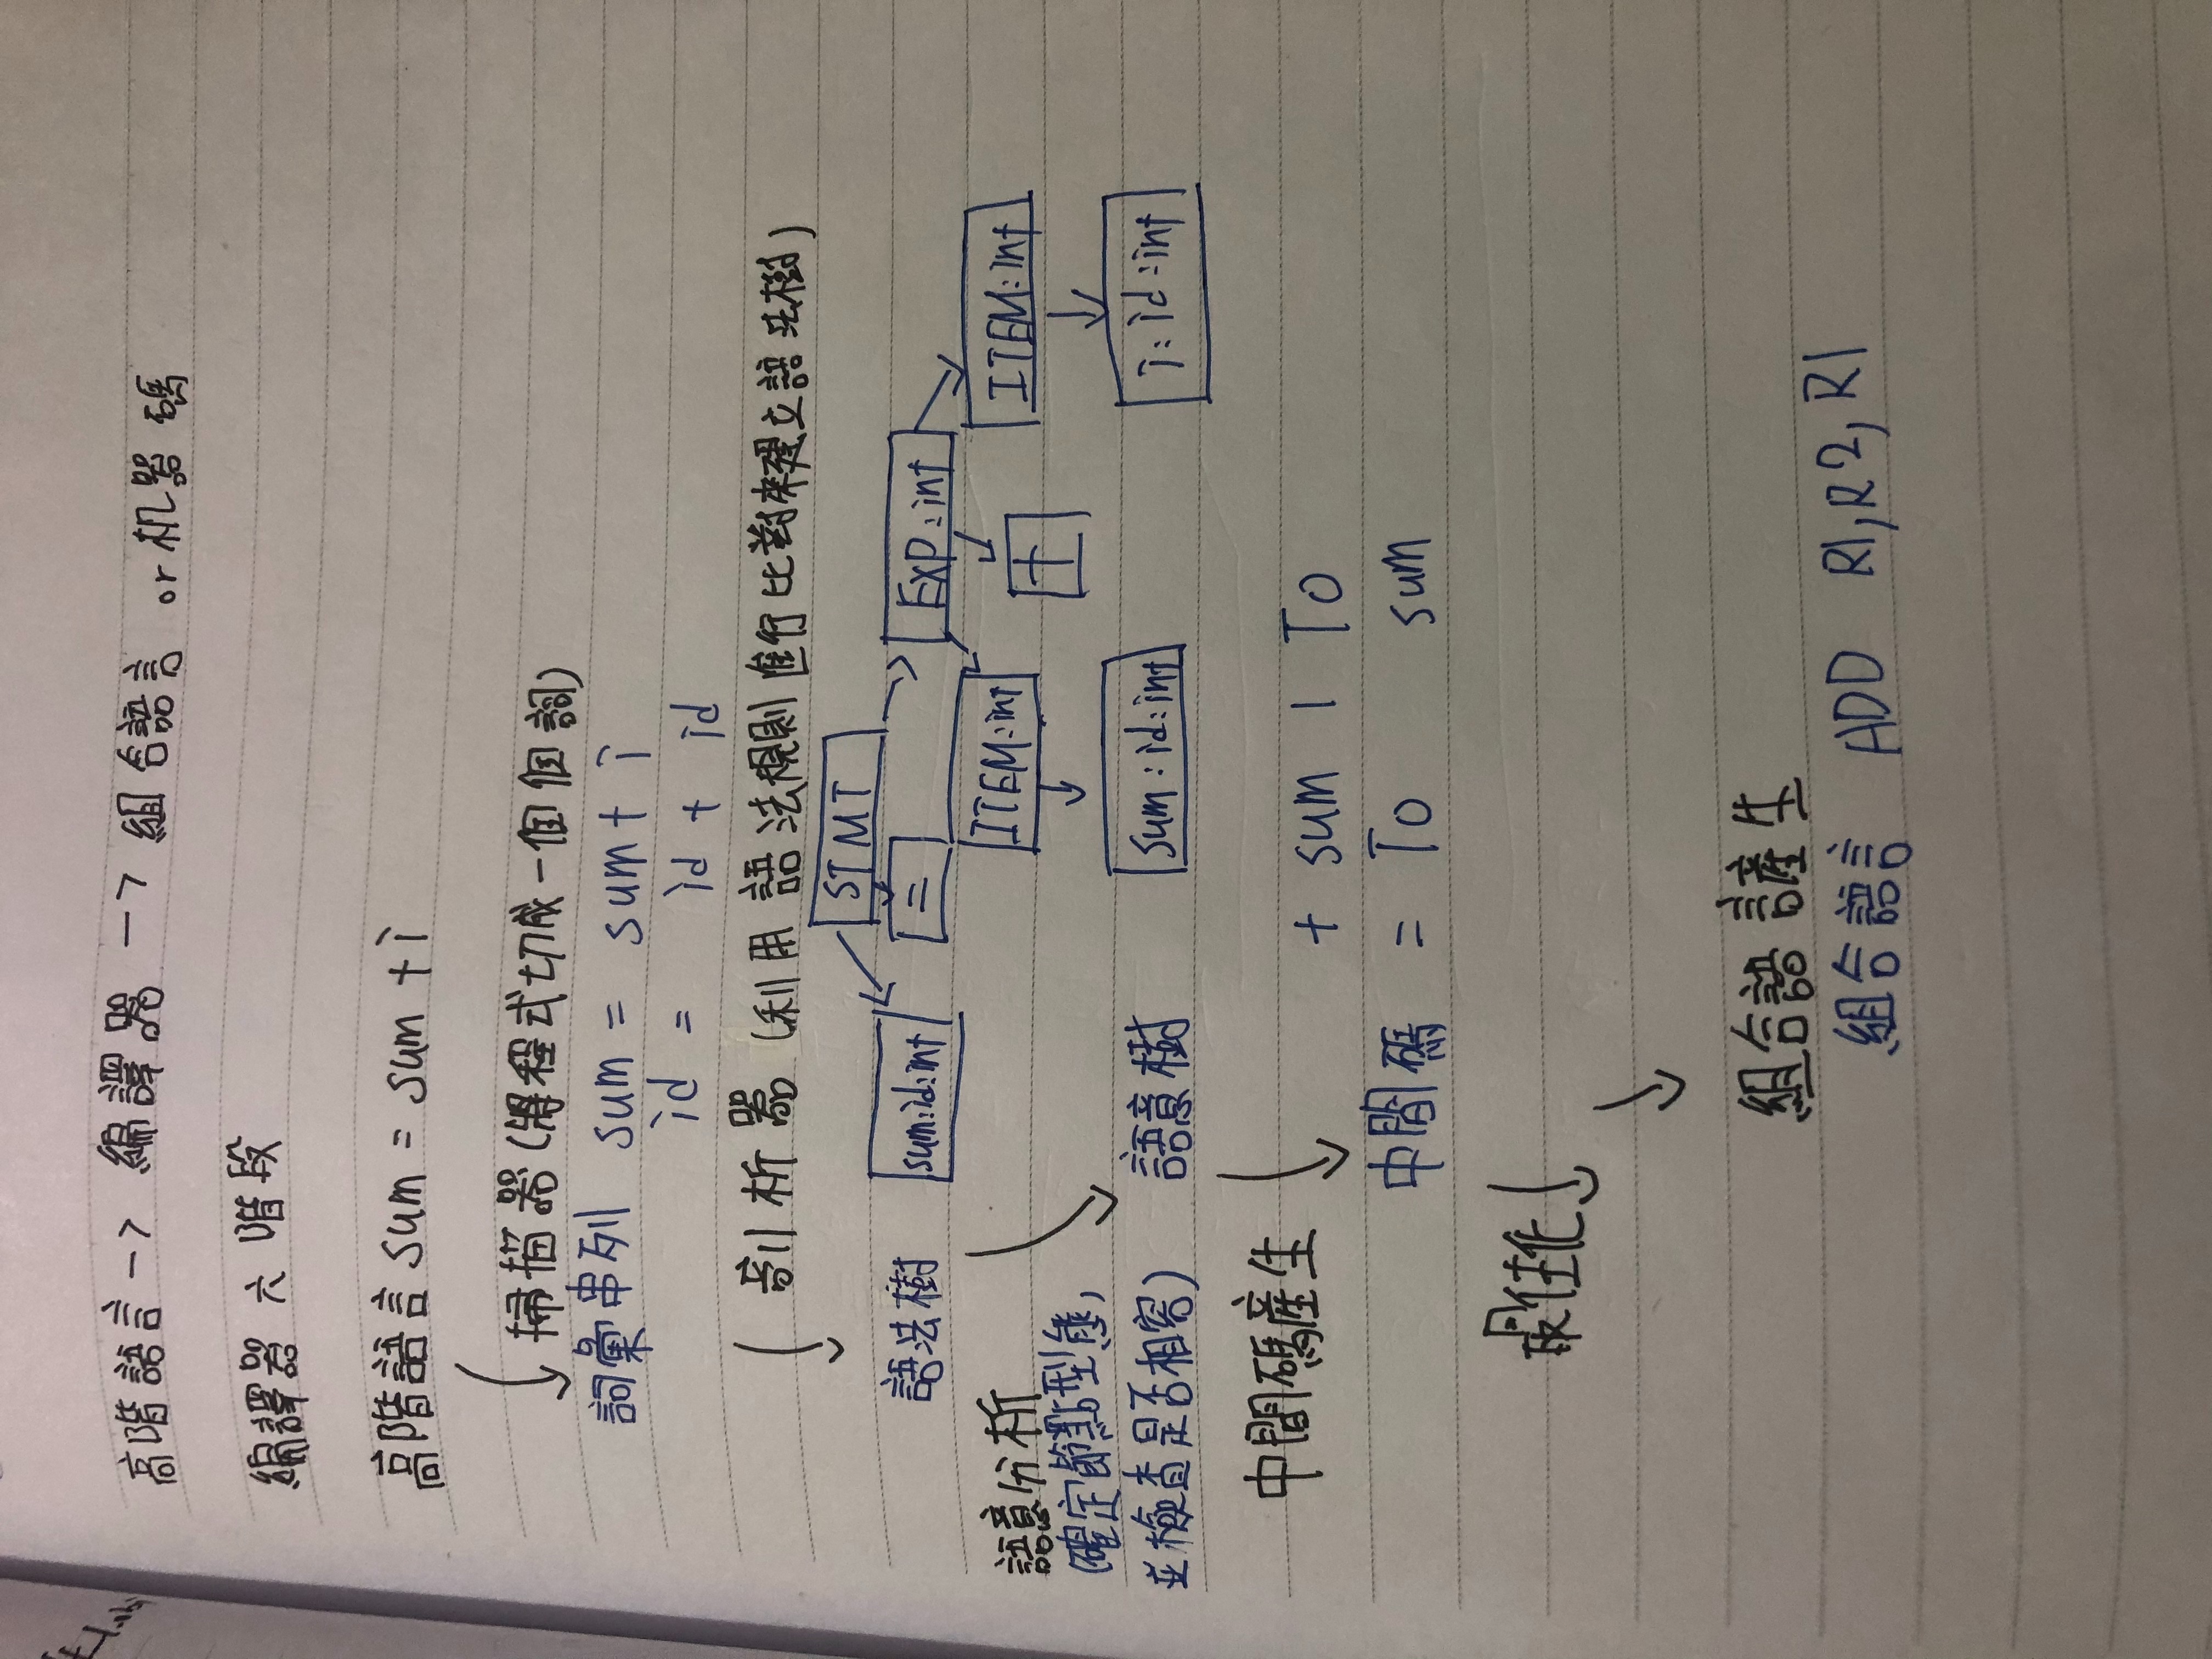 高階語言 -> 編譯器 -> 組合語言 or 机器碼
編譯器六階段
高階語言 sum = sum + i
掃描器(將程式切成一個個詞)
詞彙串列 sum = sum + i
id = id + id
剖析器 (利用語法規則進行比對來建立語法樹)
STMT
語法樹 sum:id:int = EXP:int
語意分析 ITEM:int + ITEM:int
(確定節點型態,
並檢查是否相容) 語意樹 sum:id:int i:id:int
中間碼產生 + sum I T0
中間碼 = T0 sum
最佳化
組合語言產生
組合語言 ADD R1,R2,R1